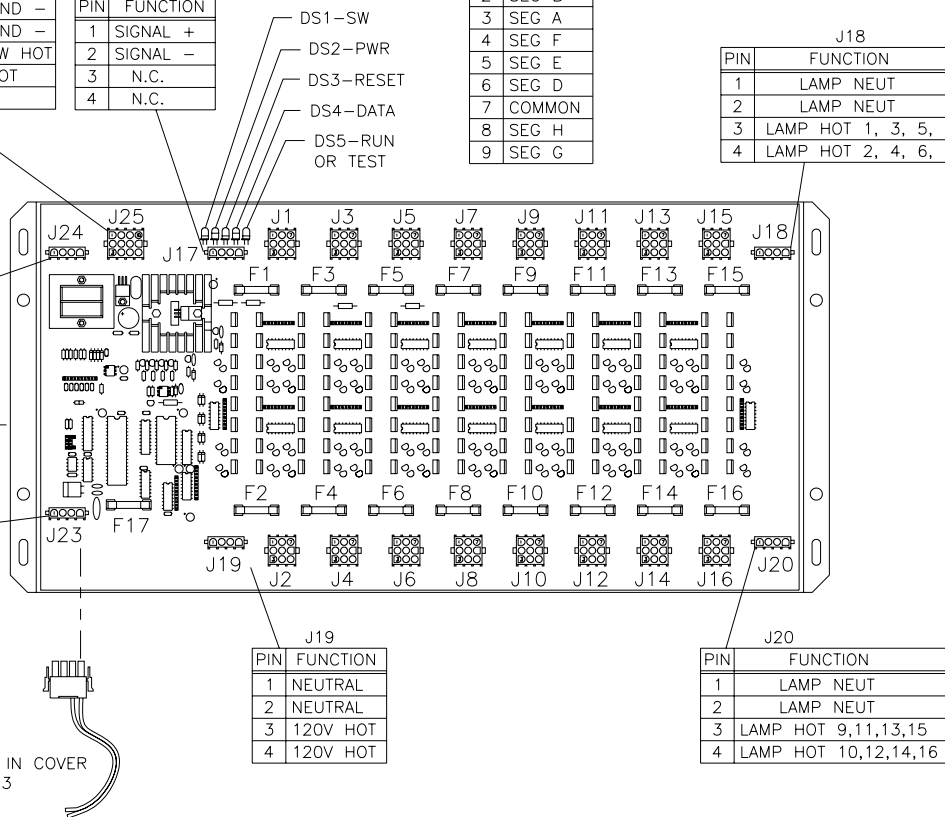 ND -
ND -
W HOT
OT
PIN FUNCTION
1 SIGNAL +
2 SIGNAL -
3 N.C.
4 N.C.
DS1-SW
DS2-PWR
DS3-RESET
DS4-DATA
DS5-RUN
OR TEST
3 SEG A
4 SEG F
5 SEG E
6 SEG D
7 COMMON
8 SEG H
9 SEG G
J18
PIN FUNCTION
1 LAMP NEUT
2 LAMP NEUT
3 LAMP HOT 1, 3, 5,
4 LAMP HOT 2, 4, 6,
J24 J25 J17 J1 J3 J5 J7 J9 J11 J13 J15 J18
F1 F3 F5 F7 F9 F11 F13 F15
F2 F4 F6 F8 F10 F12 F14 F16
J23 F17 J19 J2 J4 J6 J8 J10 J12 J14 J16 J20
J19
PIN FUNCTION
1 NEUTRAL
2 NEUTRAL
3 120V HOT
4 120V HOT
J20
PIN FUNCTION
1 LAMP NEUT
2 LAMP NEUT
3 LAMP HOT 9,11,13,15
4 LAMP HOT 10,12,14,16
IN COVER
3